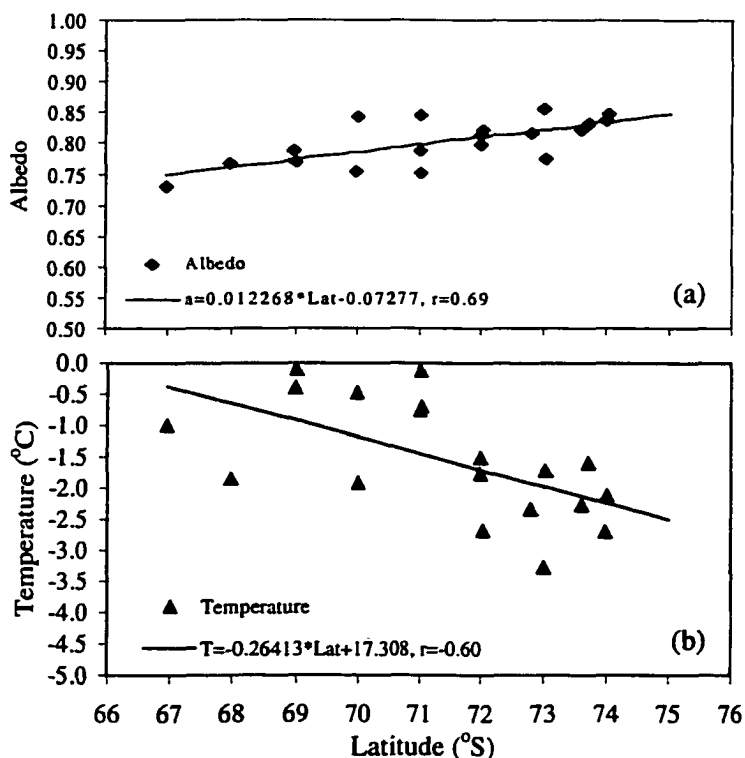 1.00
0.95
0.90
0.85
0.80
0.75
0.70
0.65
0.60
0.55
0.50
Albedo
Albedo
a=0.012268*Lat-0.07277, r=0.69
(a)
0.0
-0.5
-1.0
-1.5
-2.0
-2.5
-3.0
-3.5
-4.0
-4.5
-5.0
Temperature (°C)
Temperature
T=-0.26413*Lat+17.308, r=-0.60
(b)
66 67 68 69 70 71 72 73 74 75 76
Latitude (°S)